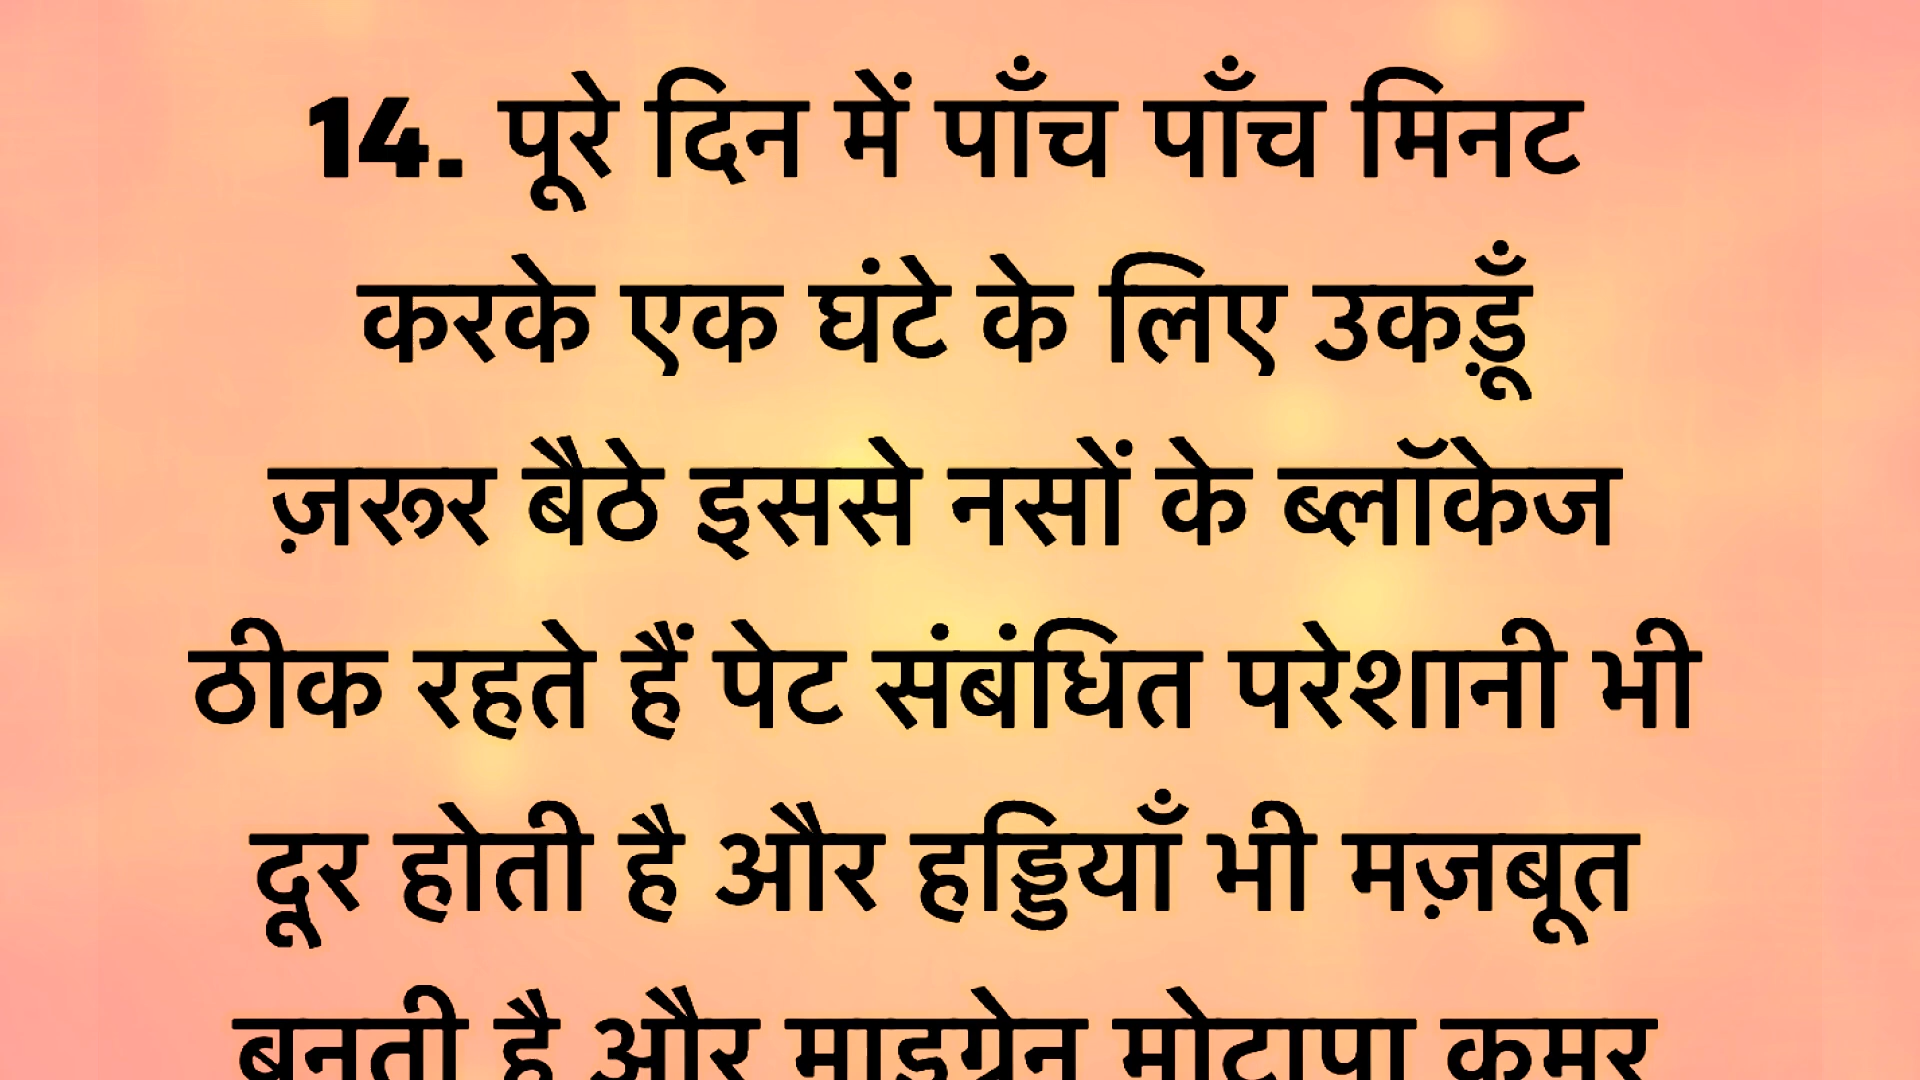 14. पूरे दिन में पाँच पाँच मिनट
करके एक घंटे के लिए उकड़ूँ
ज़रूर बैठे इससे नसों के ब्लॉकेज
ठीक रहते हैं पेट संबंधित परेशानी भी
दूर होती है और हड्डियाँ भी मज़बूत
बनती है और माइग्रेन मोटापा कमर